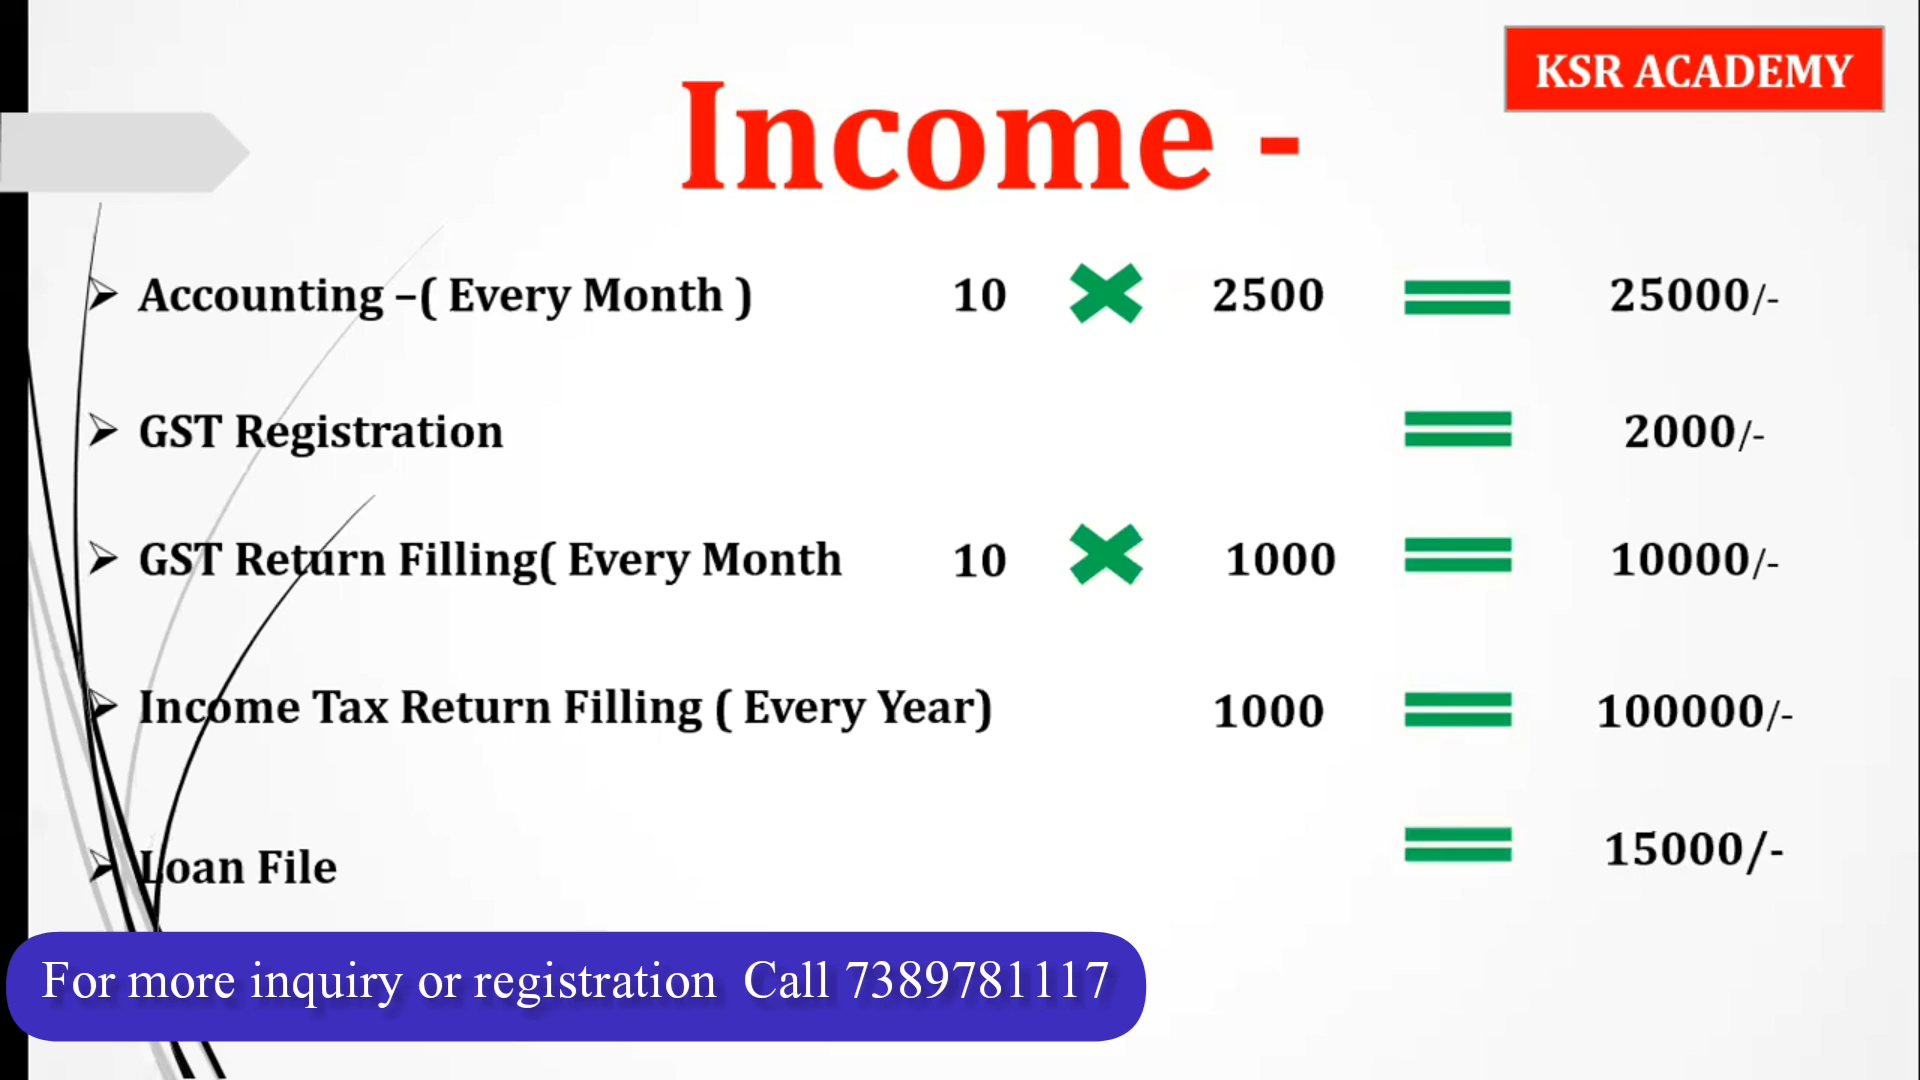 KSR ACADEMY
Income -
➢ Accounting –( Every Month ) 10 ✖ 2500 = 25000/-
➢ GST Registration = 2000/-
➢ GST Return Filling( Every Month 10 ✖ 1000 = 10000/-
➢ Income Tax Return Filling ( Every Year) 1000 = 100000/-
➢ Loan File = 15000/-
For more inquiry or registration Call 7389781117